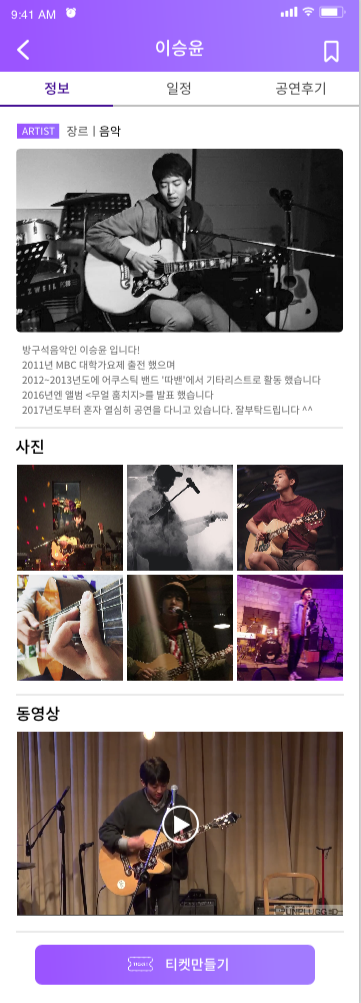 9:41 AM
이승윤
정보
일정
공연후기
ARTIST 장르 | 음악
방구석음악인 이승윤 입니다!
2011년 MBC 대학가요제 출전 했으며
2012~2013년도에 어쿠스틱 밴드 '따밴'에서 기타리스트로 활동 했습니다
2016년엔 앨범 <무얼 훔치지>를 발표 했습니다
2017년도부터 혼자 열심히 공연을 다니고 있습니다. 잘부탁드립니다 ^^
사진
동영상
티켓만들기